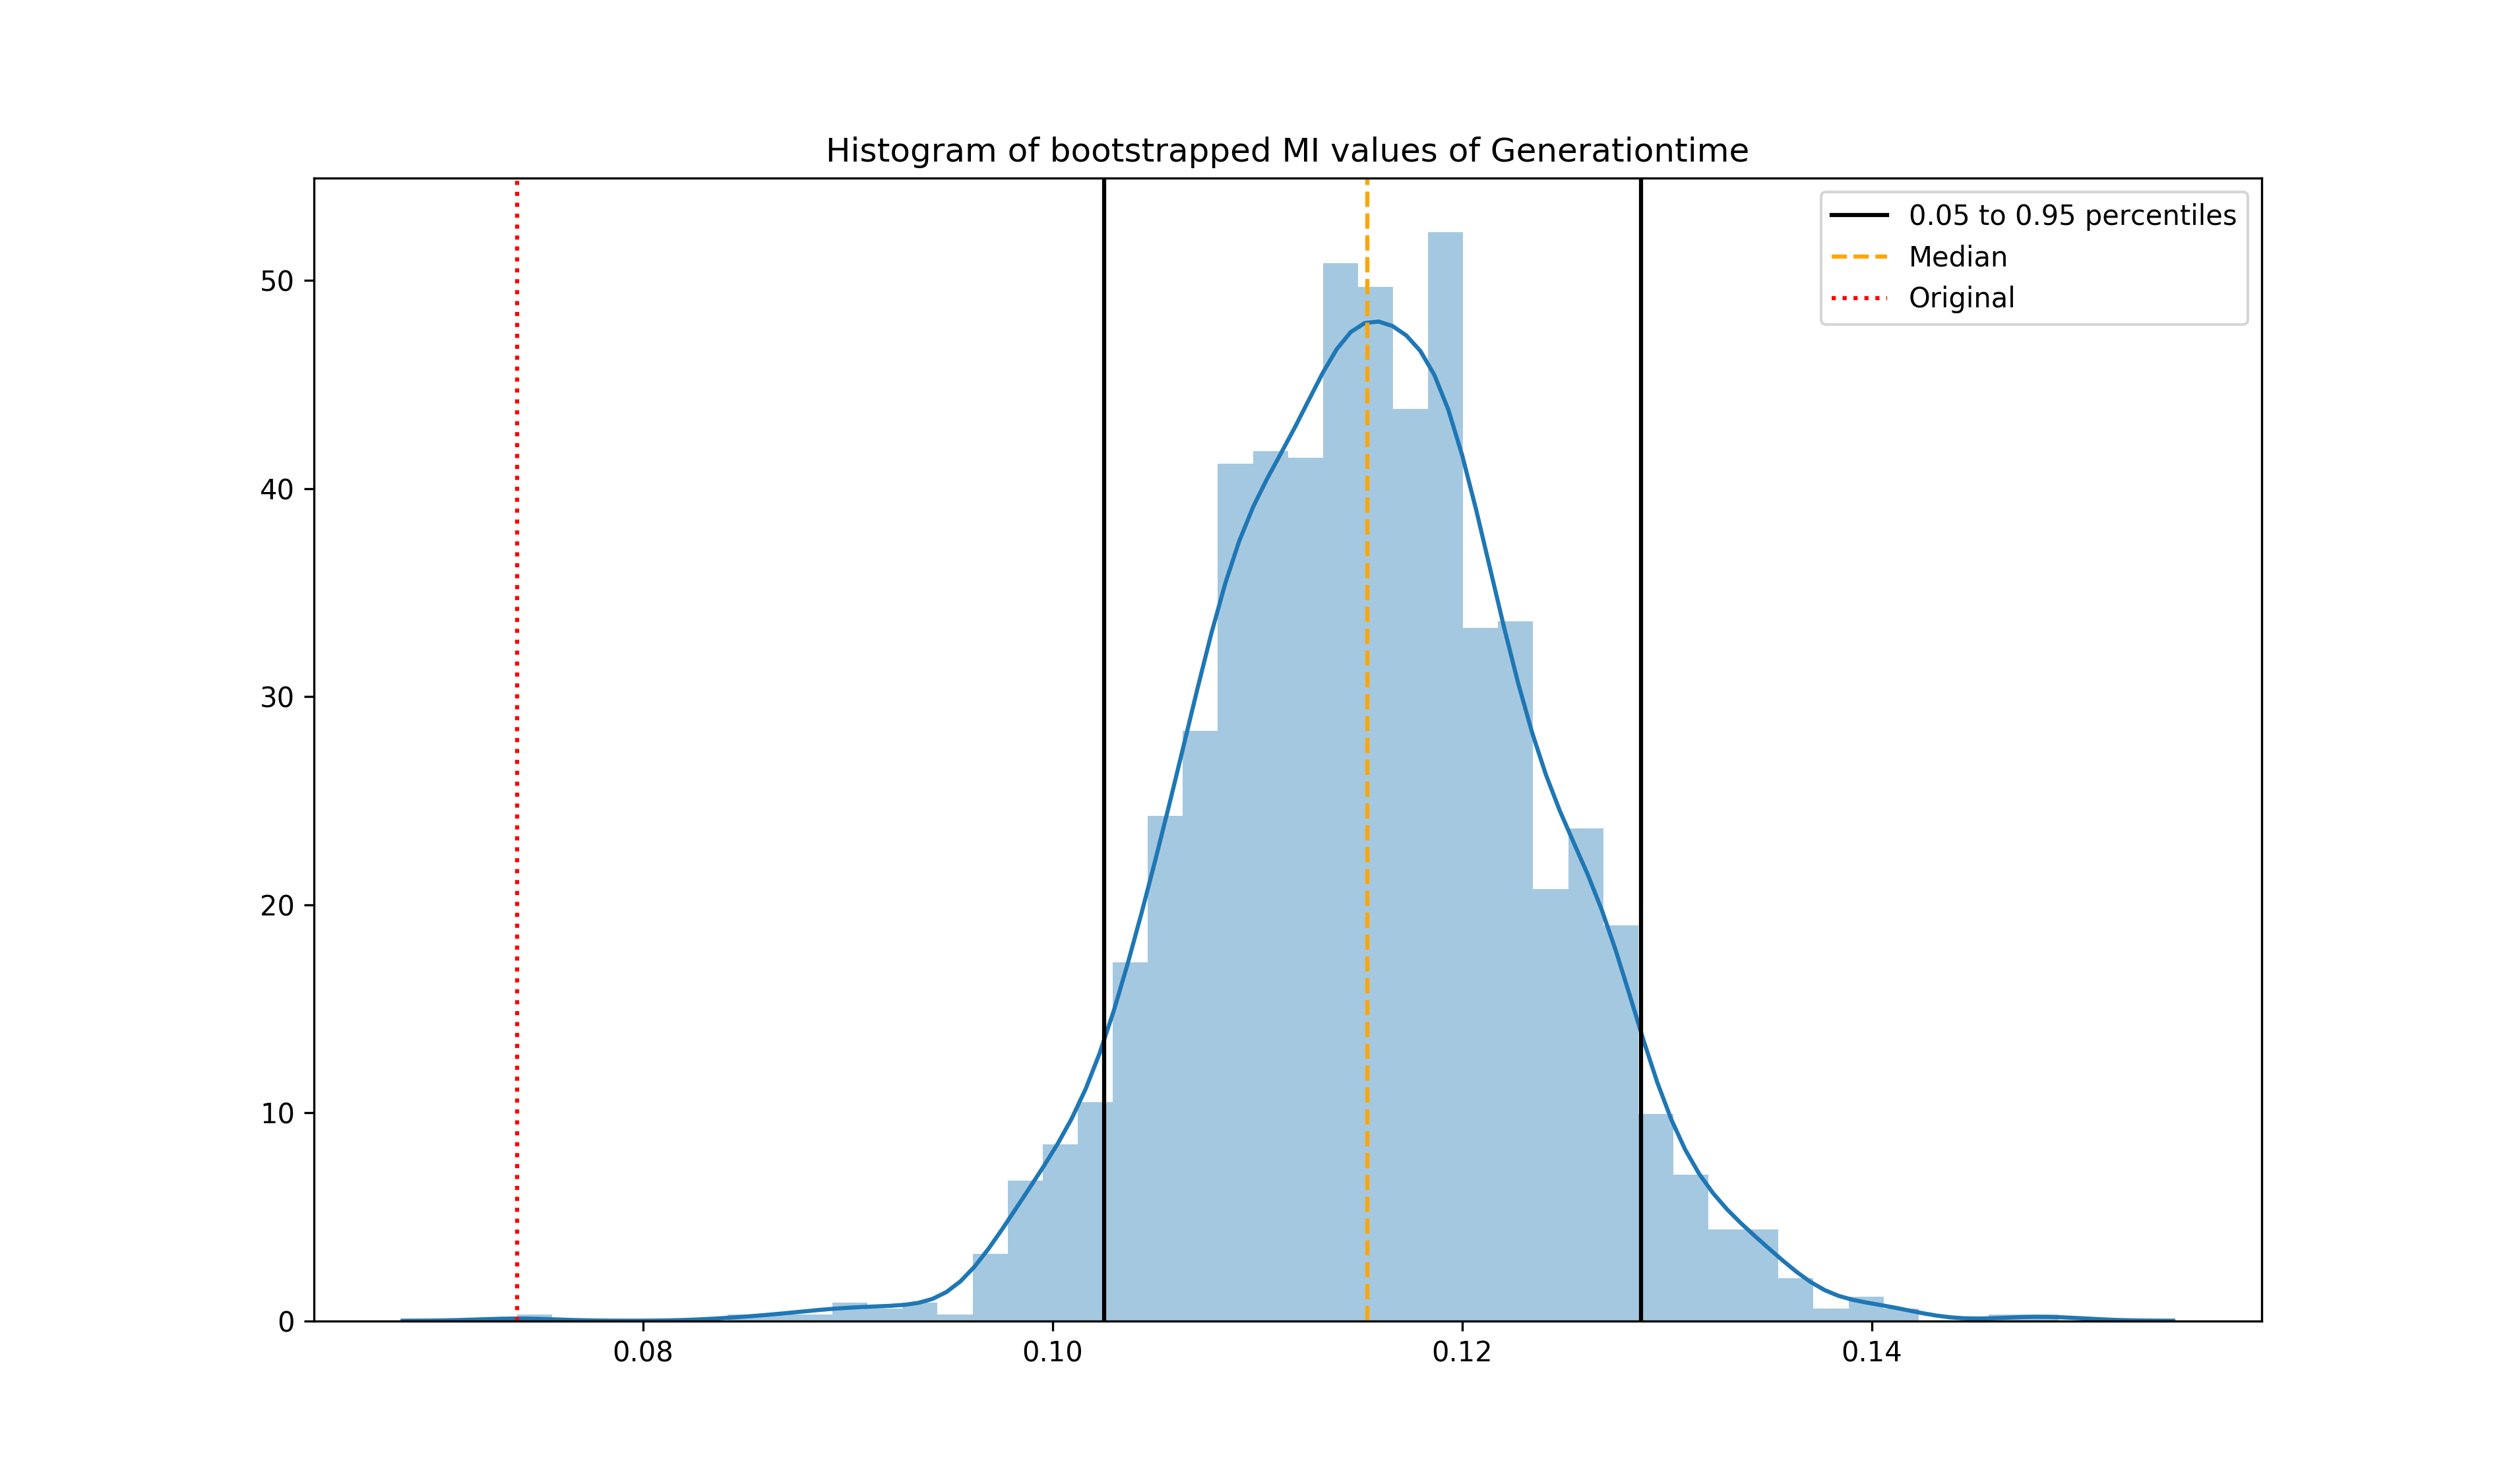 Histogram of bootstrapped MI values of Generationtime
0.05 to 0.95 percentiles
Median
Original
50
40
30
20
10
0
0.08 0.10 0.12 0.14